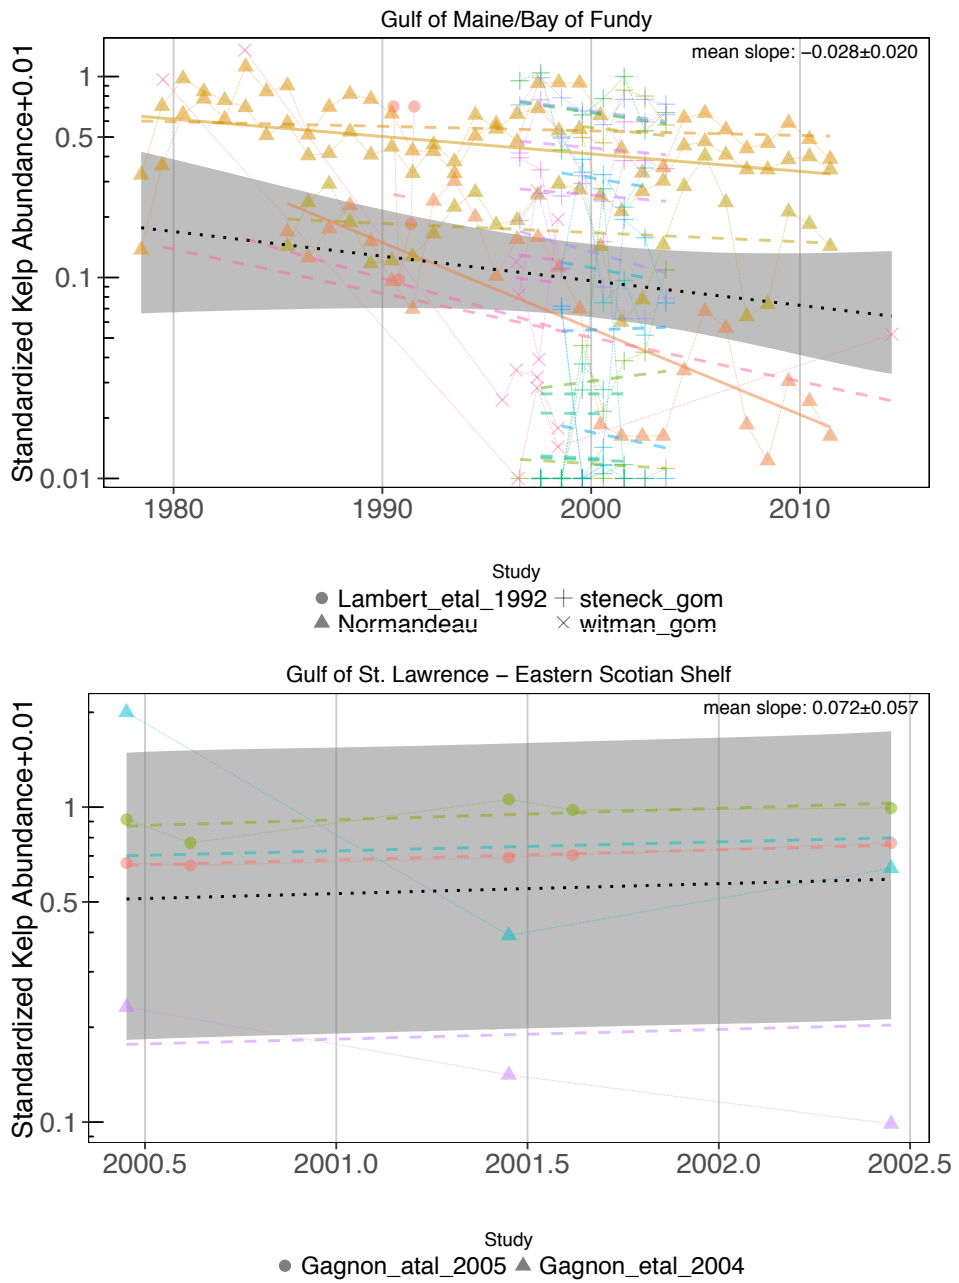 Gulf of Maine/Bay of Fundy
mean slope: −0.028±0.020
Standardized Kelp Abundance+0.01
1
0.5
0.1
0.01
1980 1990 2000 2010
Study
Lambert_etal_1992 steneck_gom
Normandeau witman_gom
Gulf of St. Lawrence − Eastern Scotian Shelf
mean slope: 0.072±0.057
Standardized Kelp Abundance+0.01
1
0.5
0.1
2000.5 2001.0 2001.5 2002.0 2002.5
Study
Gagnon_atal_2005 Gagnon_etal_2004